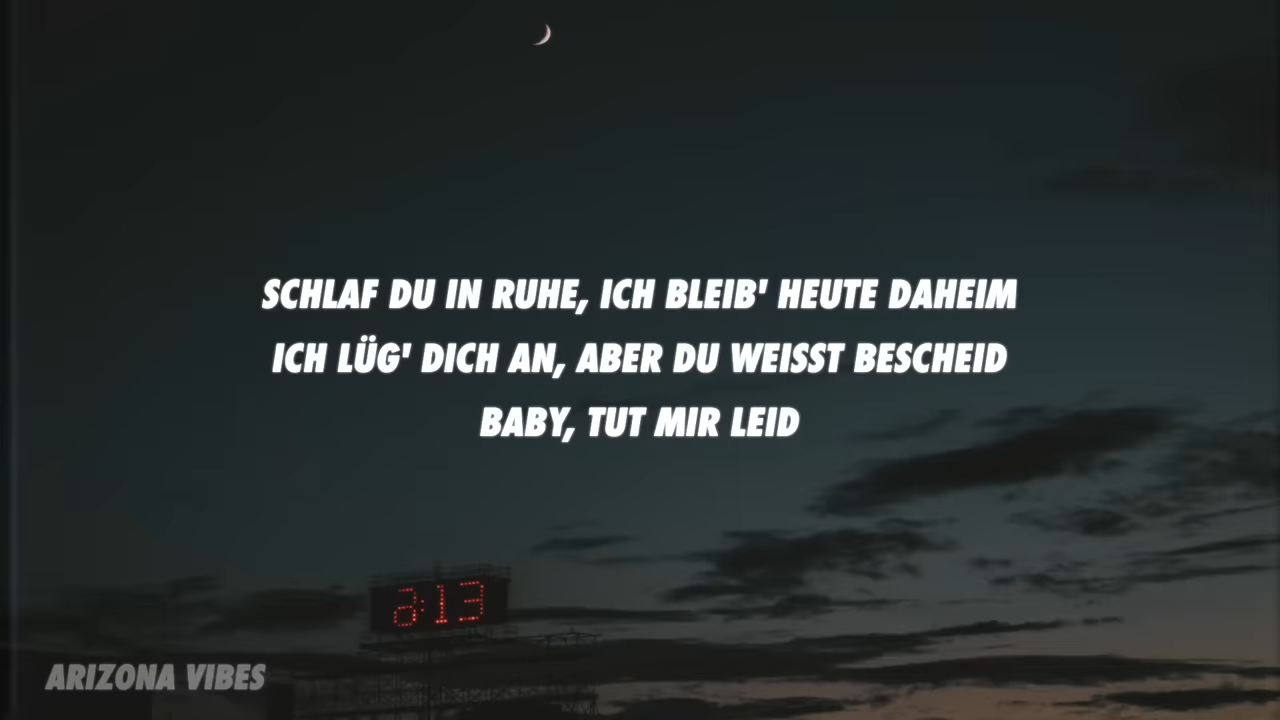 SCHLAF DU IN RUHE, ICH BLEIB' HEUTE DAHEIM
ICH LÜG' DICH AN, ABER DU WEISST BESCHEID
BABY, TUT MIR LEID
8:13
ARIZONA VIBES